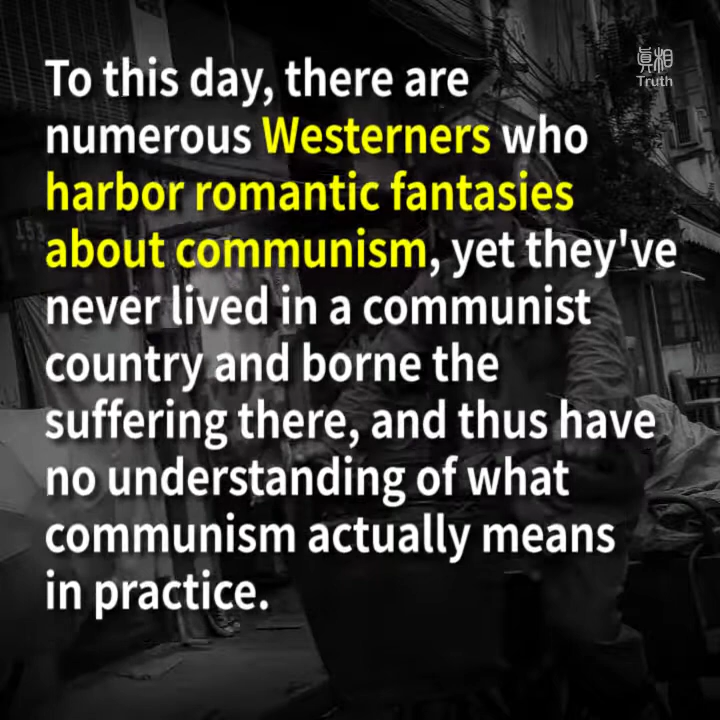 真相
Truth
To this day, there are
numerous Westerners who
harbor romantic fantasies
about communism, yet they've
never lived in a communist
country and borne the
suffering there, and thus have
no understanding of what
communism actually means
in practice.